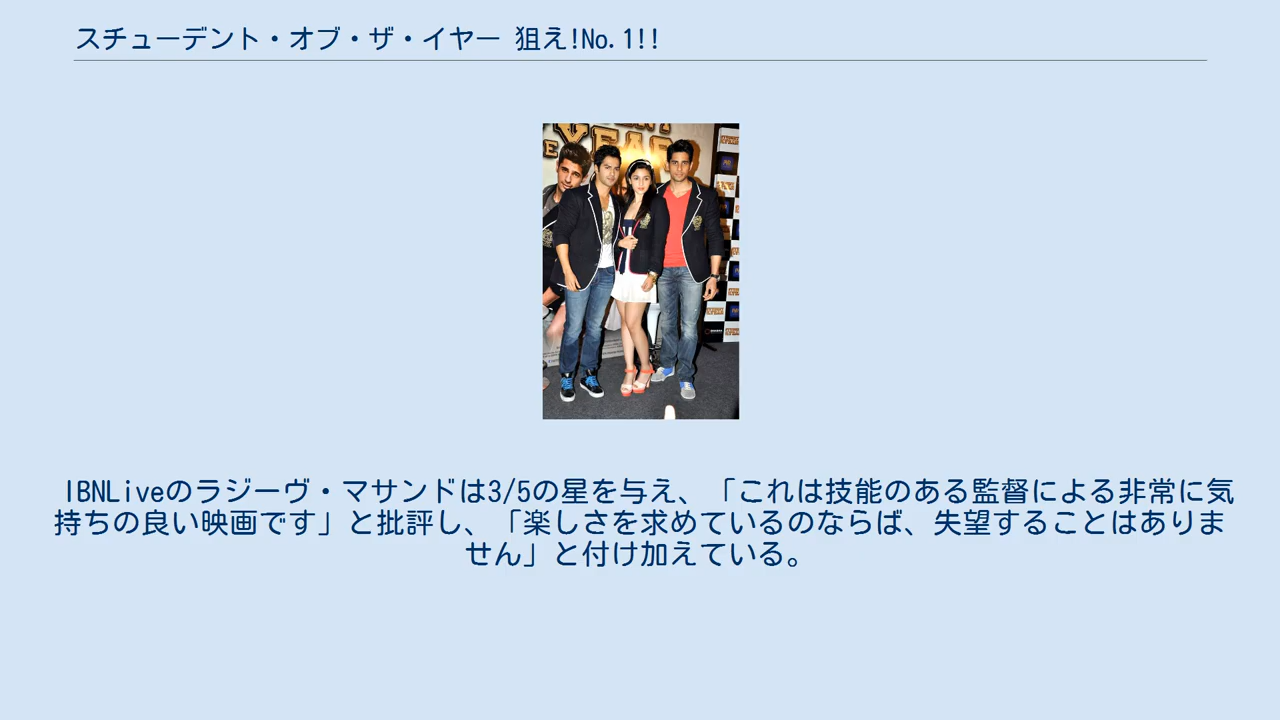 スチューデント・オブ・ザ・イヤー 狙え!No.1!!
YEAR
IBNLiveのラジーヴ・マサンドは3/5の星を与え、「これは技能のある監督による非常に気
持ちの良い映画です」と批評し、「楽しさを求めているのならば、失望することはありま
せん」と付け加えている。